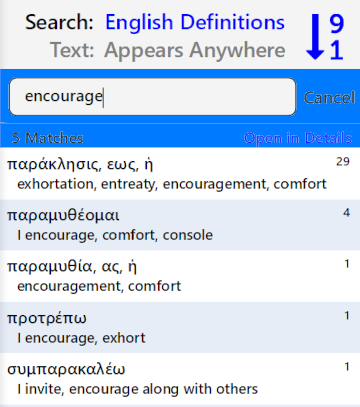 Search: English Definitions
Text: Appears Anywhere
9
1
encourage
Cancel
5 Matches Open in Details
παράκλησις, εως, ἡ 29
exhortation, entreaty, encouragement, comfort
παραμυθέομαι 4
I encourage, comfort, console
παραμυθία, ας, ἡ 1
encouragement, comfort
προτρέπω 1
I encourage, exhort
συμπαρακαλέω 1
I invite, encourage along with others